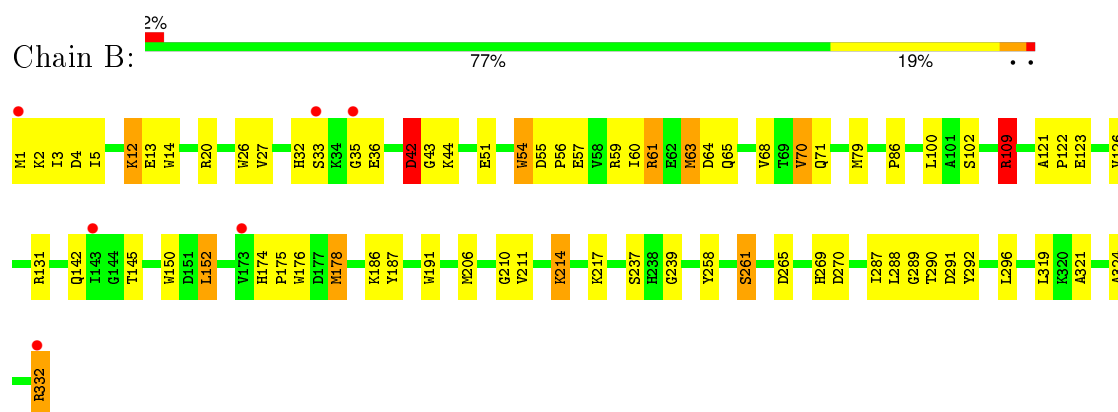 2%
Chain B:
77% 19% • •
M1 K2 I3 D4 I5 K12 E13 W14 R20 W26 V27 H32 S33 K34 G35 E36 D42 G43 K44 E51 W54 D55 P56 E57 V58 R59 I60 R61 E62 M63 D64 Q65 V68 T69 V70 Q71 M79 P86 L100 A101 S102 R109 A121 P122 E123 V126
R131 Q142 I143 G144 T145 W150 D151 L152 V173 H174 P175 W176 D177 M178 K186 Y187 W191 M206 G210 V211 K214 K217 S237 H238 G239 Y258 S261 D265 H269 D270 I287 L288 G289 T290 D291 Y292 L296 L319 K320 A321 A324
R332